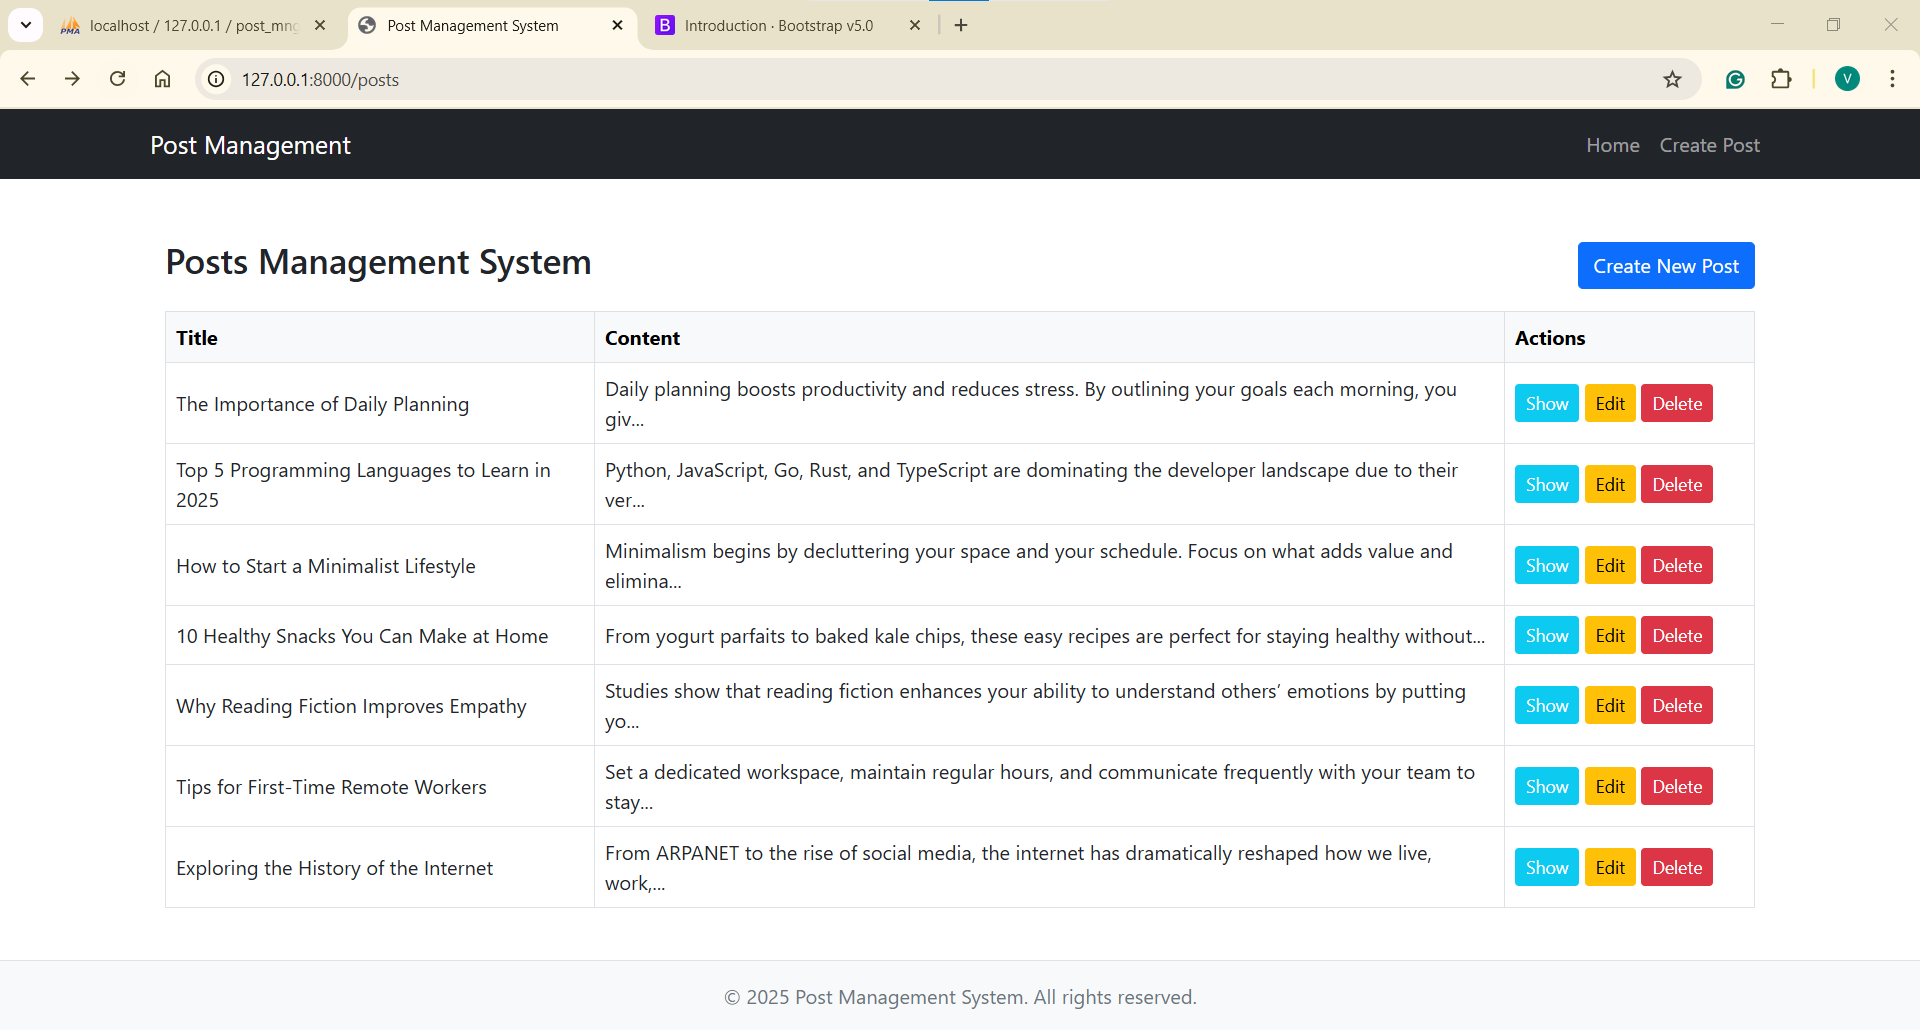 PMA localhost / 127.0.0.1 / post_mng
Post Management System
B Introduction · Bootstrap v5.0
127.0.0.1:8000/posts
V
Post Management
Home Create Post
Posts Management System
Create New Post
Title Content Actions
The Importance of Daily Planning
Daily planning boosts productivity and reduces stress. By outlining your goals each morning, you
giv...
Show Edit Delete
Top 5 Programming Languages to Learn in
2025
Python, JavaScript, Go, Rust, and TypeScript are dominating the developer landscape due to their
ver...
Show Edit Delete
How to Start a Minimalist Lifestyle
Minimalism begins by decluttering your space and your schedule. Focus on what adds value and
elimina...
Show Edit Delete
10 Healthy Snacks You Can Make at Home
From yogurt parfaits to baked kale chips, these easy recipes are perfect for staying healthy without...
Show Edit Delete
Why Reading Fiction Improves Empathy
Studies show that reading fiction enhances your ability to understand others’ emotions by putting
yo...
Show Edit Delete
Tips for First-Time Remote Workers
Set a dedicated workspace, maintain regular hours, and communicate frequently with your team to
stay...
Show Edit Delete
Exploring the History of the Internet
From ARPANET to the rise of social media, the internet has dramatically reshaped how we live,
work,...
Show Edit Delete
© 2025 Post Management System. All rights reserved.